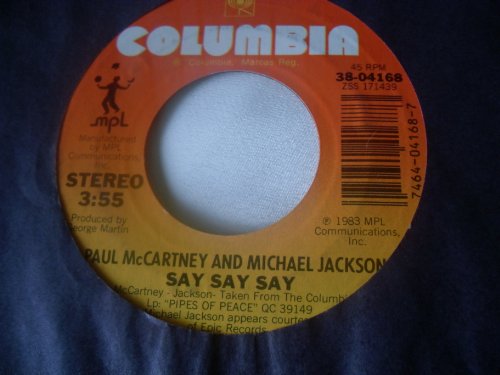 COLUMBIA
® Columbia, Marcas Reg.
45 RPM
38-04168
ZSS 171439
mpl
Manufactured
by MPL
Communications,
Inc.
STEREO
3:55
Produced by
George Martin
7464-04168-7
℗ 1983 MPL
Communications,
Inc.
PAUL McCARTNEY AND MICHAEL JACKSON
SAY SAY SAY
McCartney - Jackson- Taken From The Columbia
Lp: "PIPES OF PEACE" QC 39149
Michael Jackson appears courtesy
of Epic Records